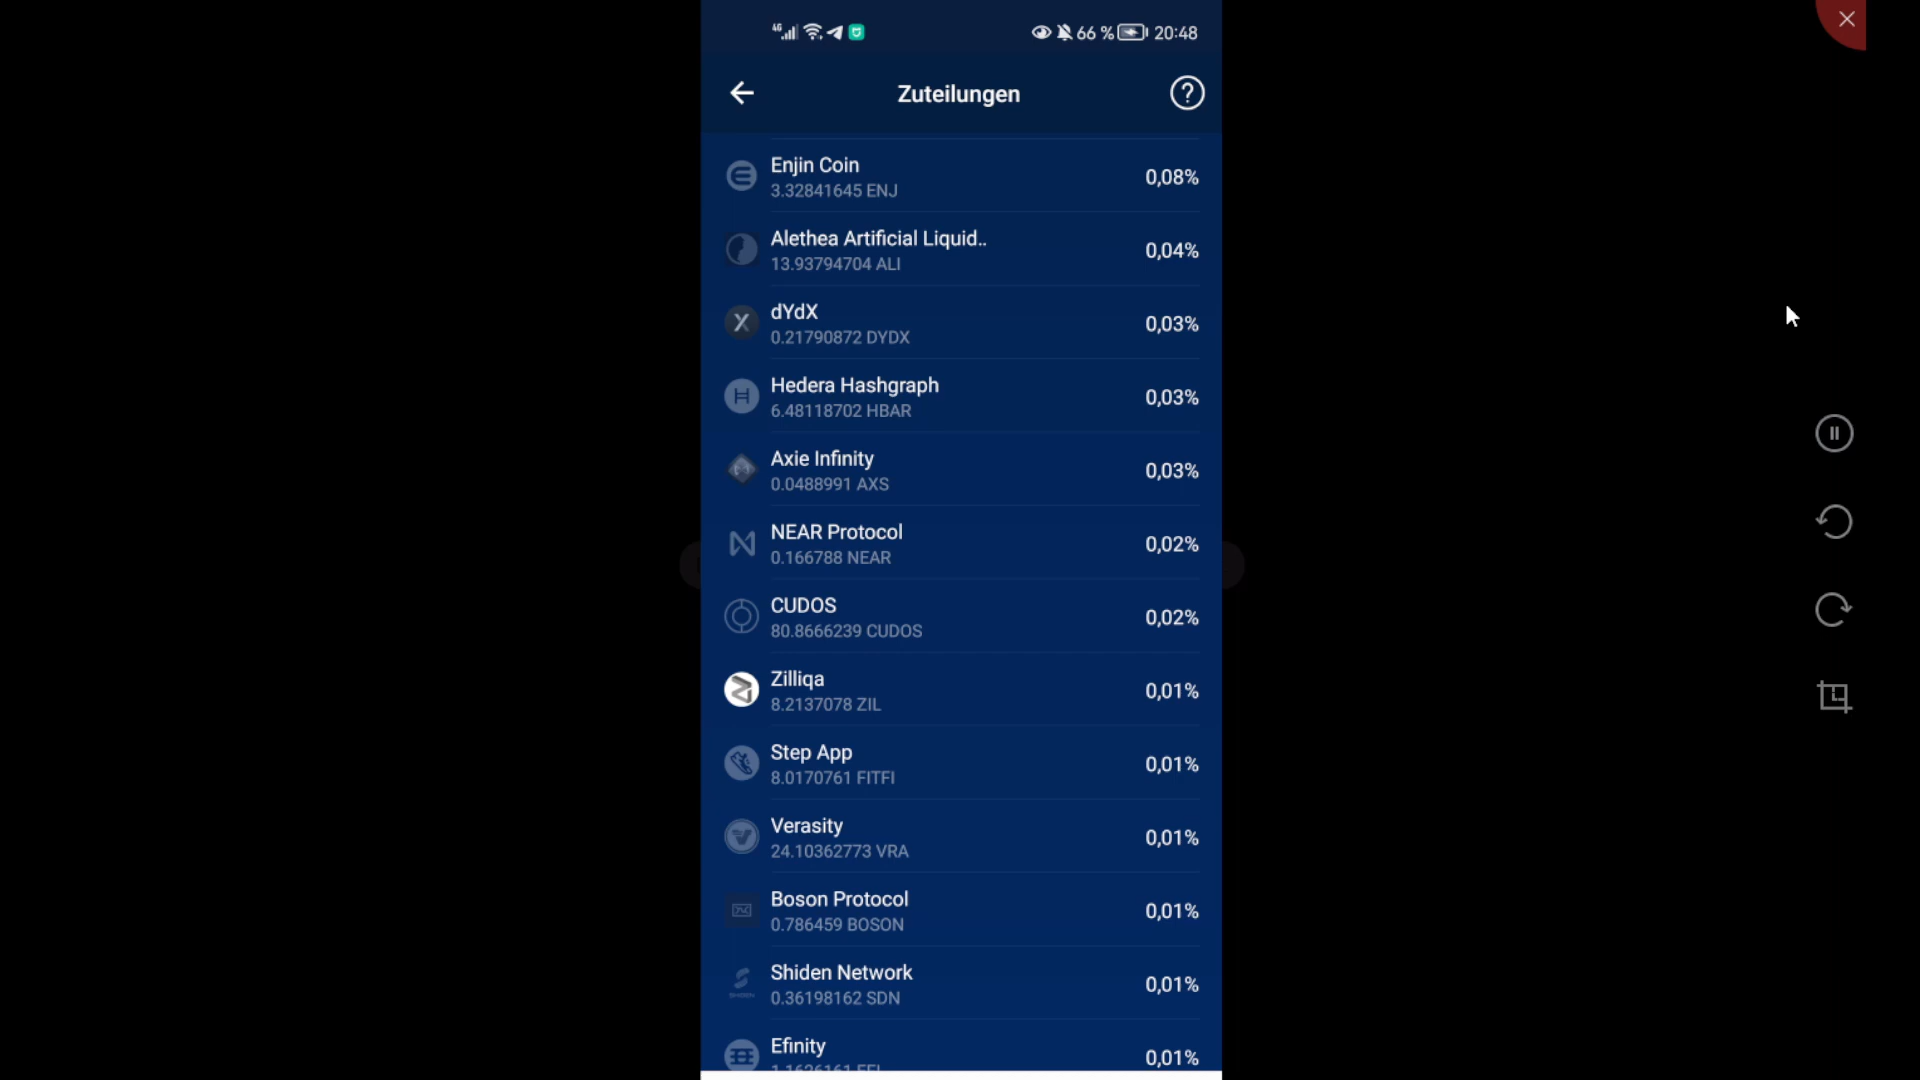 4G 66 % 20:48
Zuteilungen
Enjin Coin
3.32841645 ENJ
0,08%
Alethea Artificial Liquid..
13.93794704 ALI
0,04%
dYdX
0.21790872 DYDX
0,03%
Hedera Hashgraph
6.48118702 HBAR
0,03%
Axie Infinity
0.0488991 AXS
0,03%
NEAR Protocol
0.166788 NEAR
0,02%
CUDOS
80.8666239 CUDOS
0,02%
Zilliqa
8.2137078 ZIL
0,01%
Step App
8.0170761 FITFI
0,01%
Verasity
24.10362773 VRA
0,01%
Boson Protocol
0.786459 BOSON
0,01%
Shiden Network
0.36198162 SDN
0,01%
Efinity
0,01%